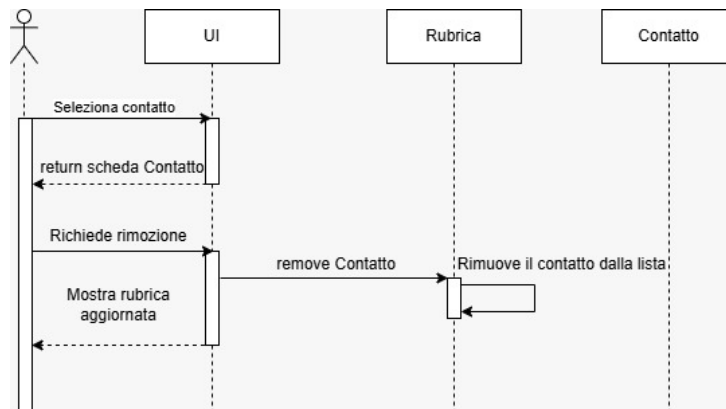 UI
Rubrica
Contatto
Seleziona contatto
return scheda Contatto
Richiede rimozione
remove Contatto
Rimuove il contatto dalla lista
Mostra rubrica
aggiornata